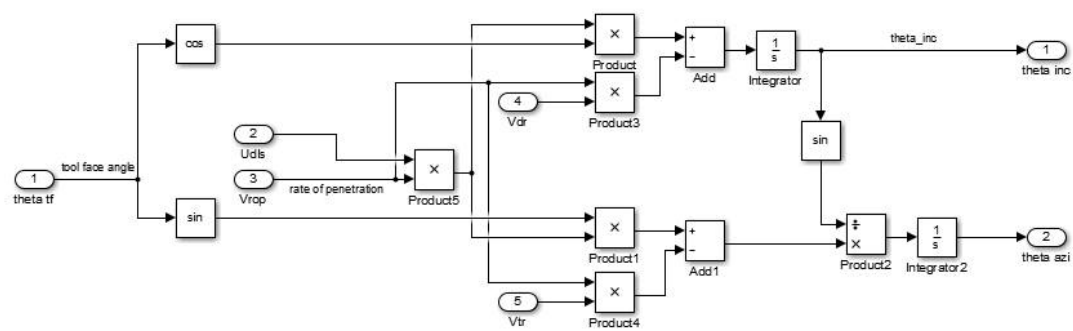 cos
×
Product
+
−
Add
1
s
Integrator
theta_inc
1
theta inc
4
Vdr
×
Product3
sin
2
Udls
tool face angle
1
theta tf
3
Vrop
rate of penetration
×
Product5
sin
×
Product1
+
−
Add1
÷
×
Product2
1
s
Integrator2
2
theta azi
5
Vtr
×
Product4